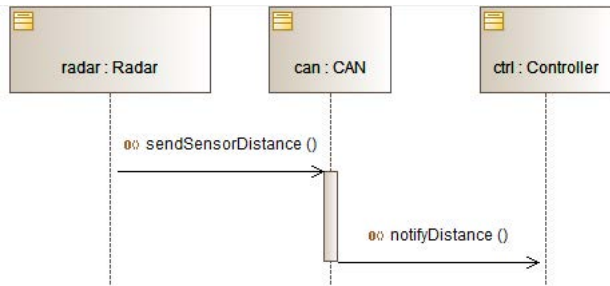 radar : Radar
can : CAN
ctrl : Controller
sendSensorDistance ()
notifyDistance ()